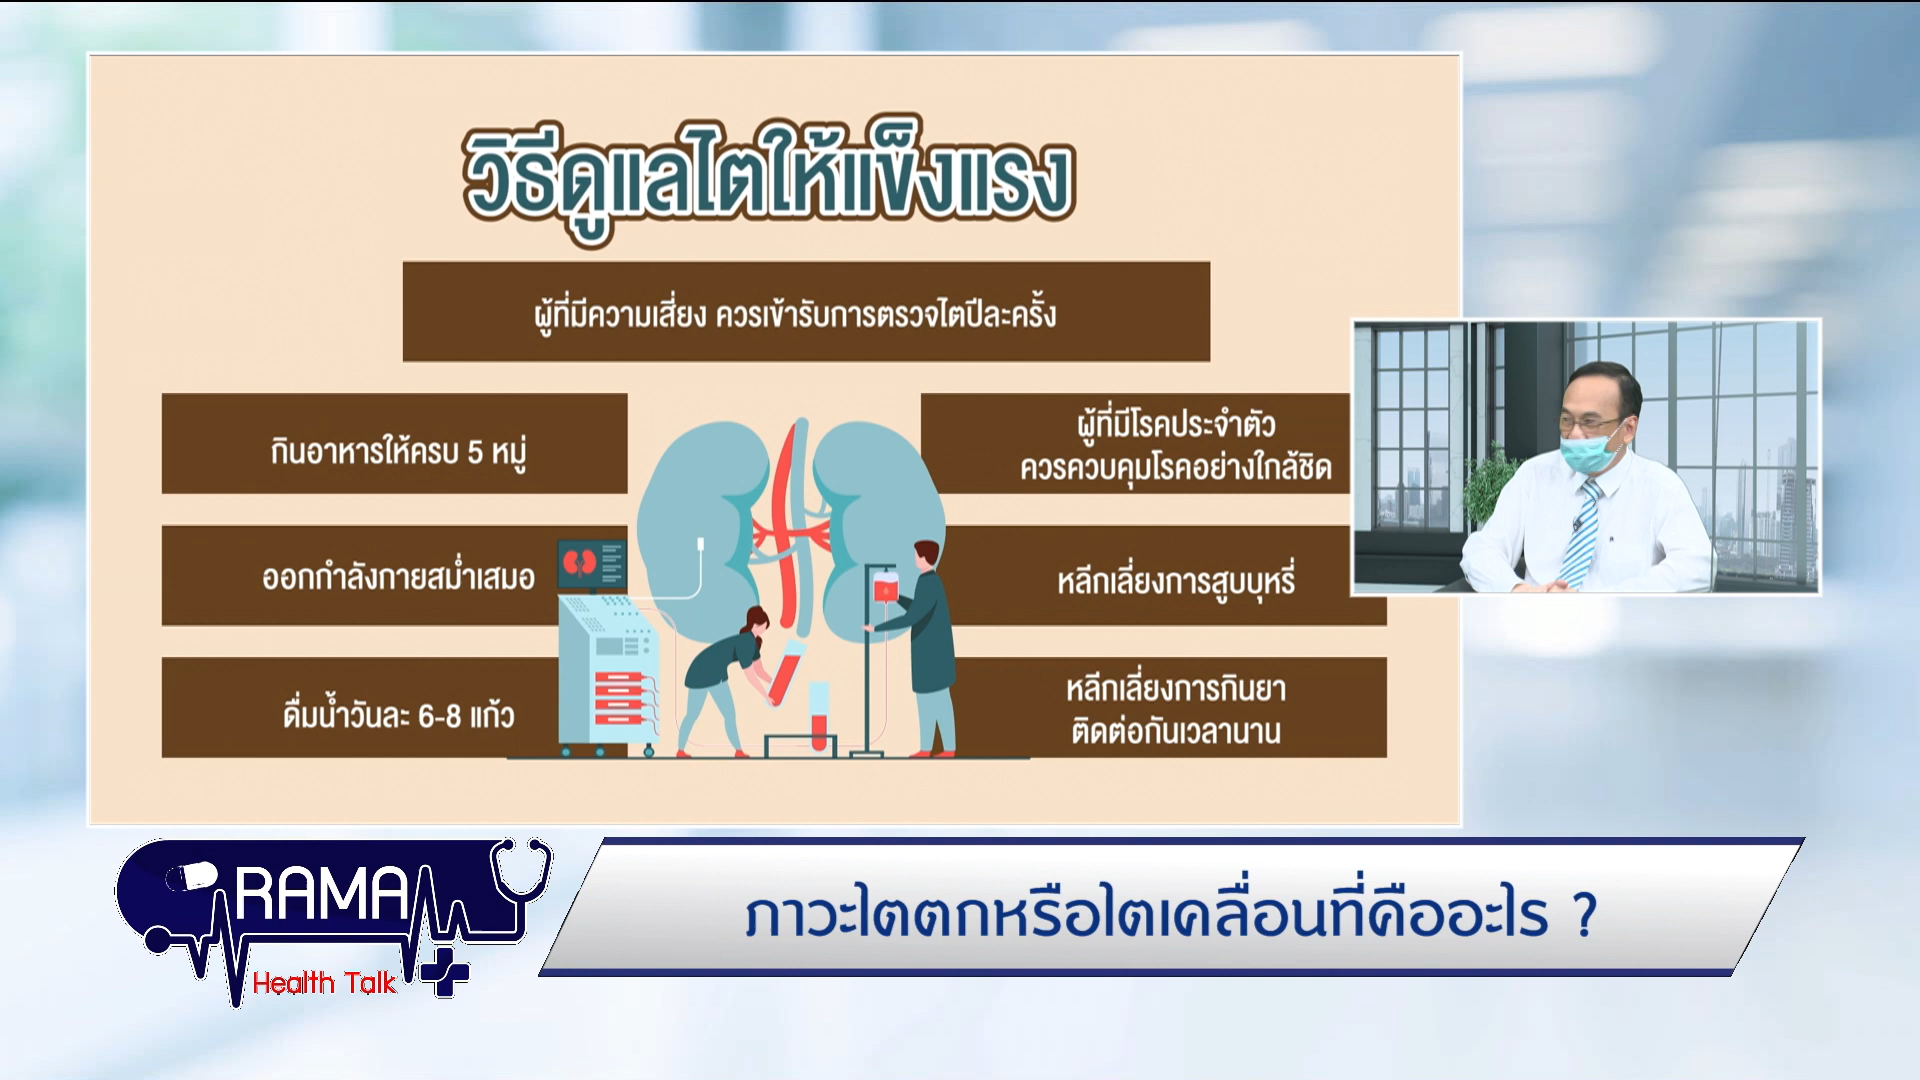 วิธีดูแลไตให้แข็งแรง
ผู้ที่มีความเสี่ยง ควรเข้ารับการตรวจไตปีละครั้ง
กินอาหารให้ครบ 5 หมู่
ออกกำลังกายสม่ำเสมอ
ดื่มน้ำวันละ 6-8 แก้ว
ผู้ที่มีโรคประจำตัว
ควรควบคุมโรคอย่างใกล้ชิด
หลีกเลี่ยงการสูบบุหรี่
หลีกเลี่ยงการกินยา
ติดต่อกันเวลานาน
RAMA
Health Talk
ภาวะไตตกหรือไตเคลื่อนที่คืออะไร ?